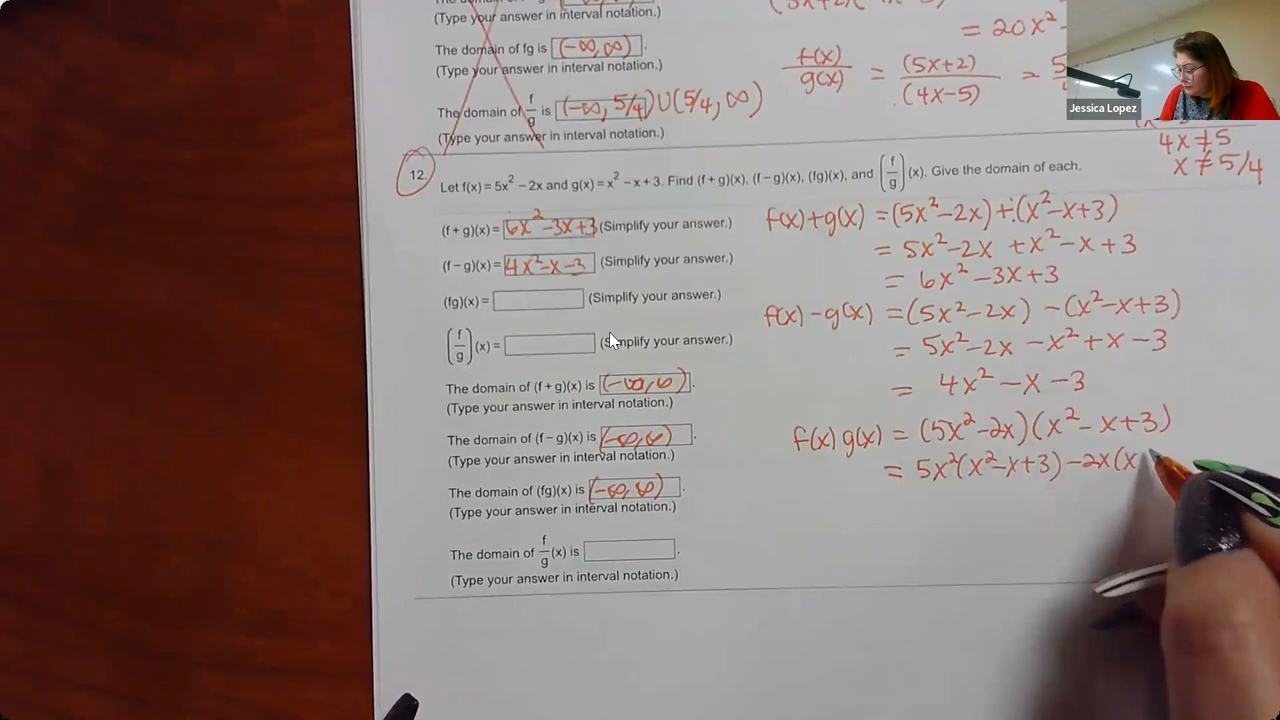 (Type your answer in interval notation.)
= 20x²
The domain of fg is (-∞, ∞).
(Type your answer in interval notation.)
f(x)/g(x) = (5x+2)/(4x-5) = 5
The domain of f/g is (-∞, 5/4)∪(5/4, ∞)
(Type your answer in interval notation.)
Jessica Lopez
4x≠5
x≠5/4
12. Let f(x) = 5x² − 2x and g(x) = x² − x + 3. Find (f + g)(x), (f − g)(x), (fg)(x), and (f/g)(x). Give the domain of each.
(f + g)(x) = 6x²-3x+3 (Simplify your answer.)
(f − g)(x) = 4x²-x-3 (Simplify your answer.)
(fg)(x) = (Simplify your answer.)
(f/g)(x) = (Simplify your answer.)
The domain of (f + g)(x) is (-∞, ∞).
(Type your answer in interval notation.)
The domain of (f − g)(x) is (-∞, ∞).
(Type your answer in interval notation.)
The domain of (fg)(x) is (-∞, ∞).
(Type your answer in interval notation.)
The domain of f/g(x) is .
(Type your answer in interval notation.)
f(x)+g(x) = (5x²-2x)+(x²-x+3)
= 5x²-2x +x²-x+3
= 6x²-3x+3
f(x)-g(x) = (5x²-2x) -(x²-x+3)
= 5x²-2x -x²+x-3
= 4x²-x-3
f(x)g(x) = (5x²-2x)(x²-x+3)
= 5x²(x²-x+3)-2x(x